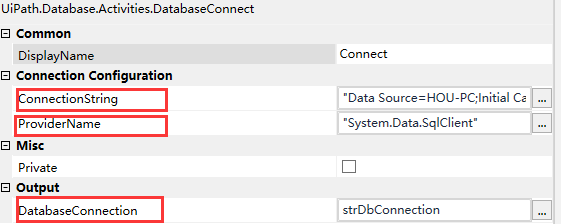 UiPath.Database.Activities.DatabaseConnect
Common
DisplayName Connect
Connection Configuration
ConnectionString "Data Source=HOU-PC;Initial Ca ...
ProviderName "System.Data.SqlClient" ...
Misc
Private
Output
DatabaseConnection strDbConnection ...